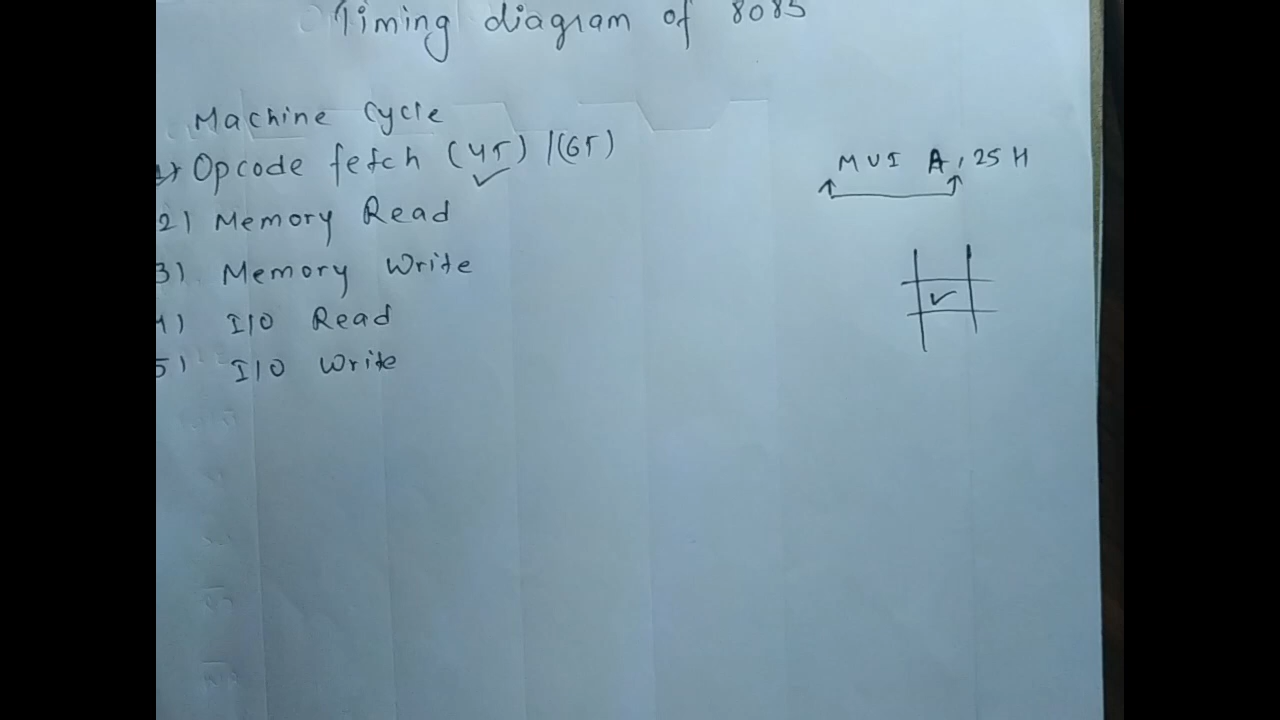 Timing diagram of 8085
Machine Cycle
1) Opcode fetch (4T) /(6T)
2) Memory Read
3) Memory Write
4) I/O Read
5) I/O Write
MVI A, 25H